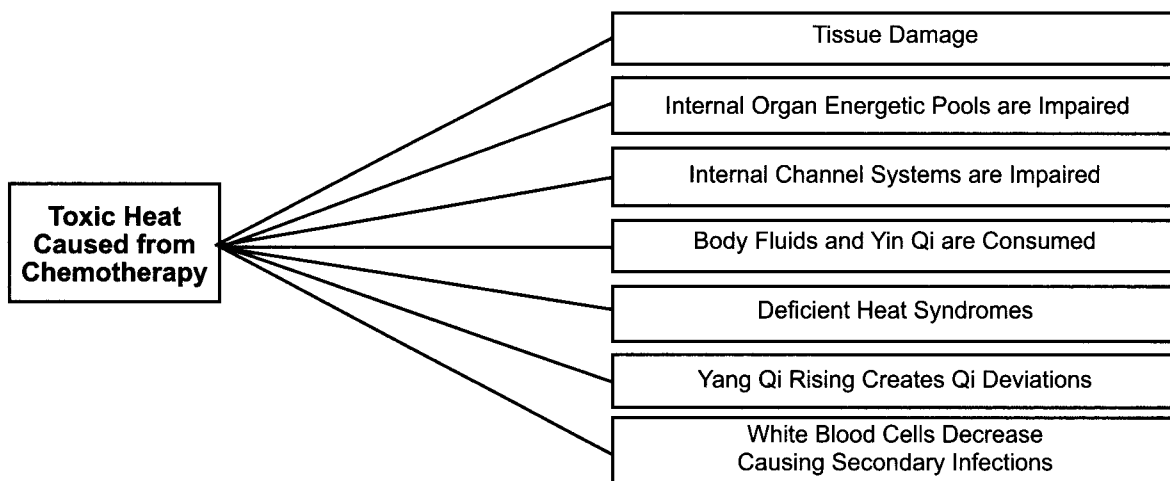 Toxic Heat
Caused from
Chemotherapy
Tissue Damage
Internal Organ Energetic Pools are Impaired
Internal Channel Systems are Impaired
Body Fluids and Yin Qi are Consumed
Deficient Heat Syndromes
Yang Qi Rising Creates Qi Deviations
White Blood Cells Decrease
Causing Secondary Infections